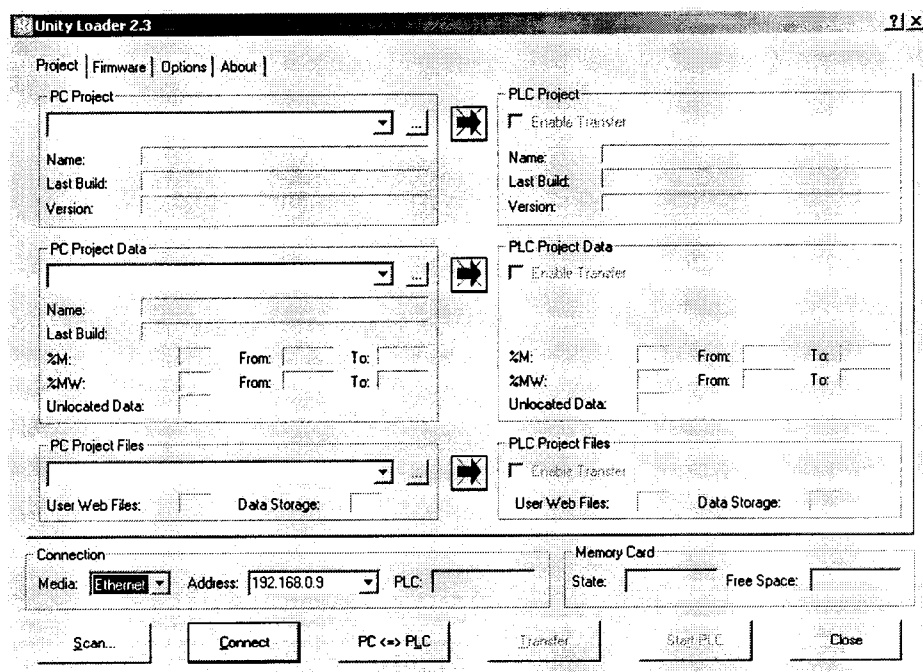 Unity Loader 2.3 ? ×
Project Firmware Options About
PC Project
...
Name:
Last Build:
Version:
PLC Project
Enable Transfer
Name:
Last Build:
Version:
PC Project Data
...
Name:
Last Build:
%M: From: To:
%MW: From: To:
Unlocated Data:
PLC Project Data
Enable Transfer
%M: From: To:
%MW: From: To:
Unlocated Data:
PC Project Files
...
User Web Files: Data Storage:
PLC Project Files
Enable Transfer
User Web Files: Data Storage:
Connection
Media: Ethernet Address: 192.168.0.9 PLC:
Memory Card
State: Free Space:
Scan... Connect PC <=> PLC Transfer Start PLC Close